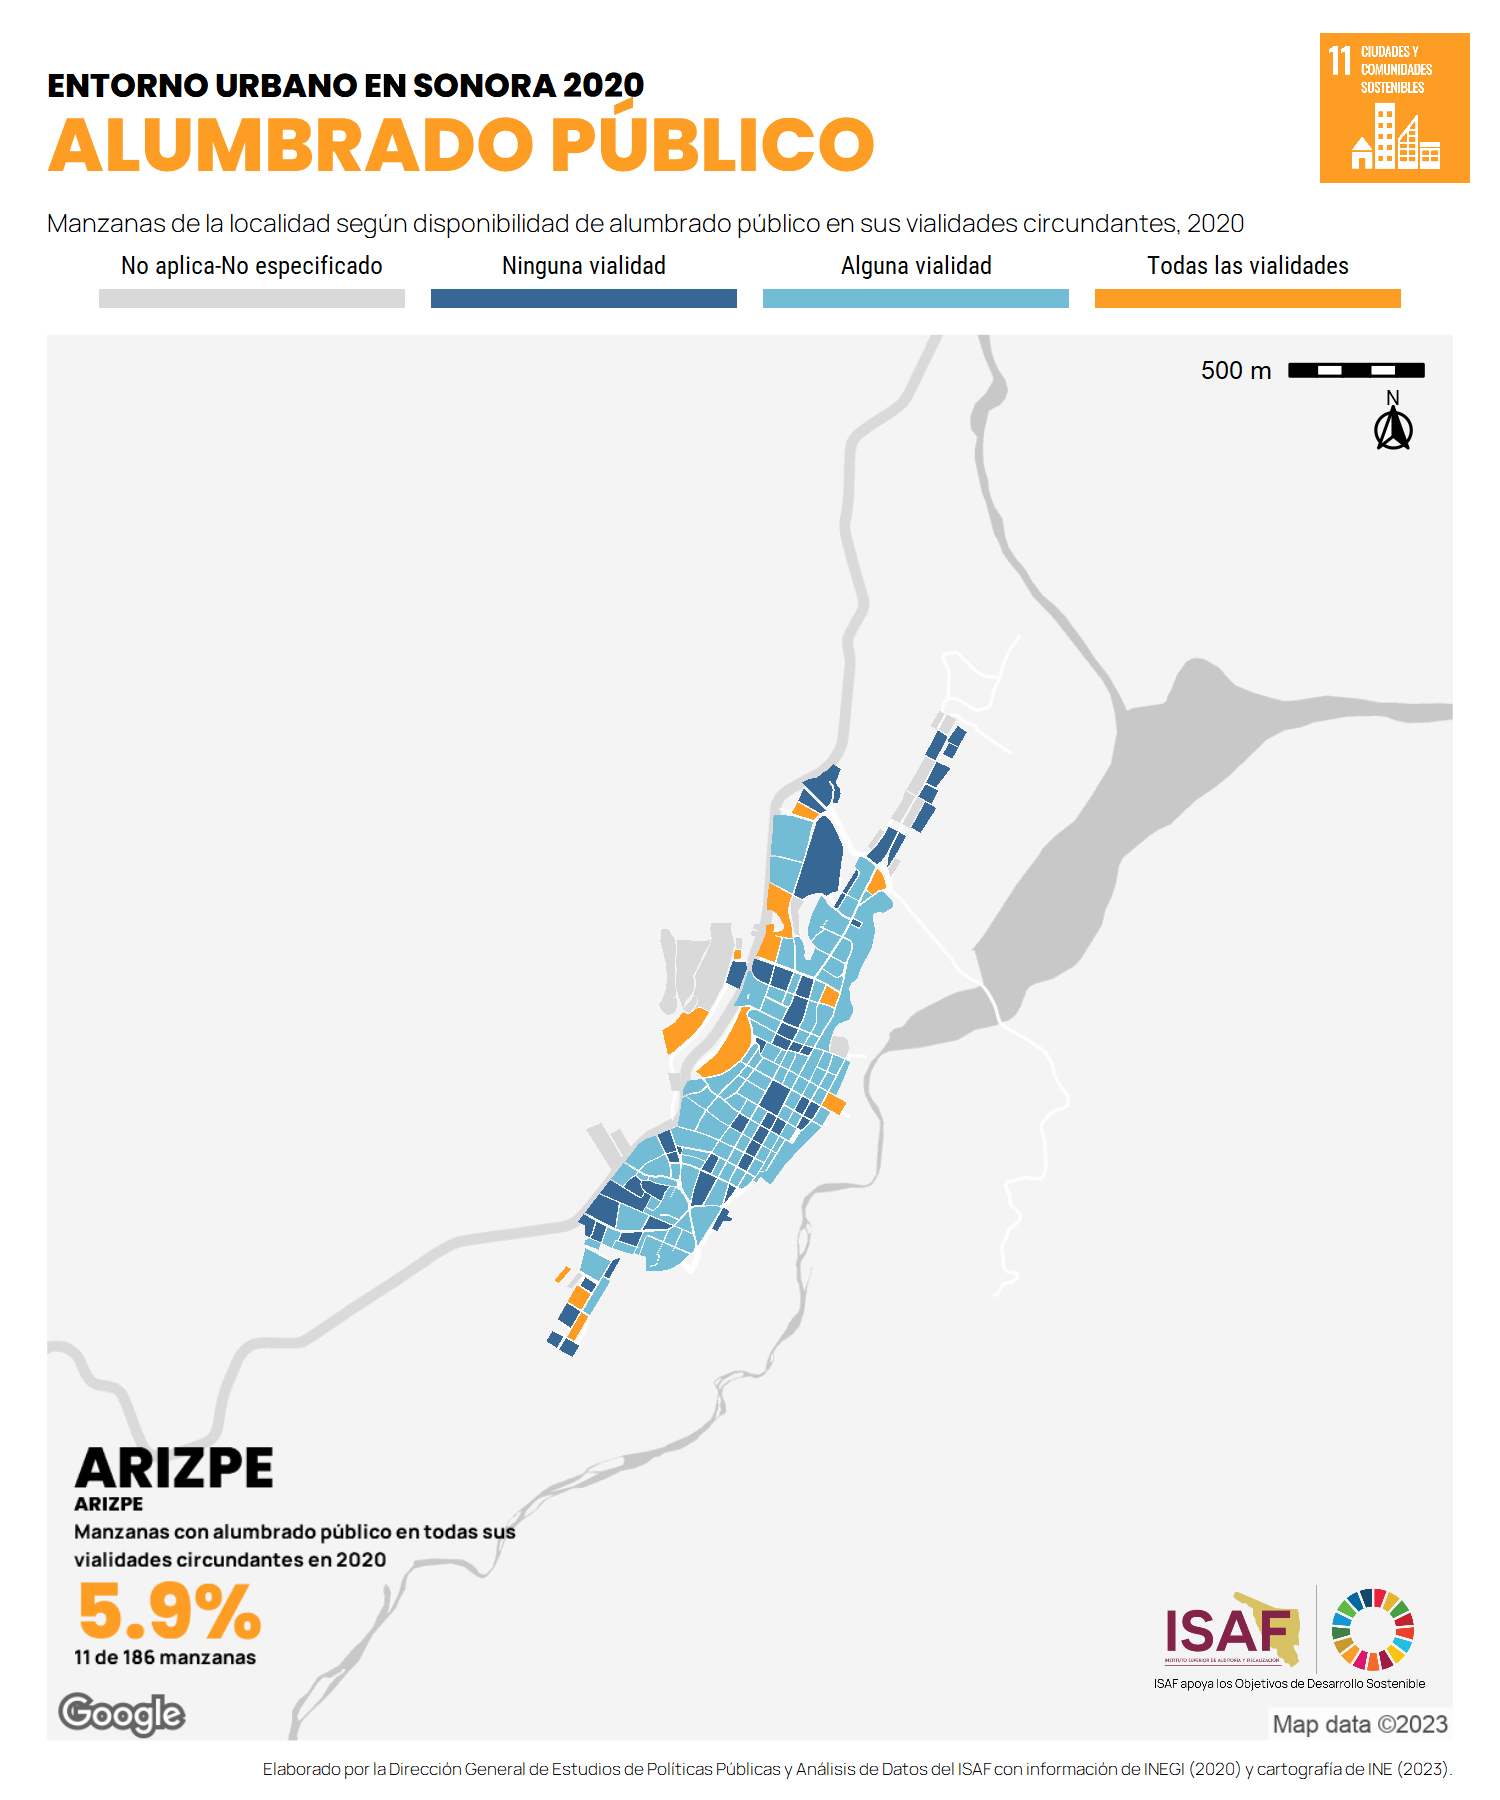 11 CIUDADES Y
COMUNIDADES
SOSTENIBLES
ENTORNO URBANO EN SONORA 2020
ALUMBRADO PÚBLICO
Manzanas de la localidad según disponibilidad de alumbrado público en sus vialidades circundantes, 2020
No aplica-No especificado Ninguna vialidad Alguna vialidad Todas las vialidades
500 m
N
ARIZPE
ARIZPE
Manzanas con alumbrado público en todas sus
vialidades circundantes en 2020
5.9%
11 de 186 manzanas
ISAF
INSTITUTO SUPERIOR DE AUDITORÍA Y FISCALIZACIÓN
ISAF apoya los Objetivos de Desarrollo Sostenible
Google
Map data ©2023
Elaborado por la Dirección General de Estudios de Políticas Públicas y Análisis de Datos del ISAF con información de INEGI (2020) y cartografía de INE (2023).